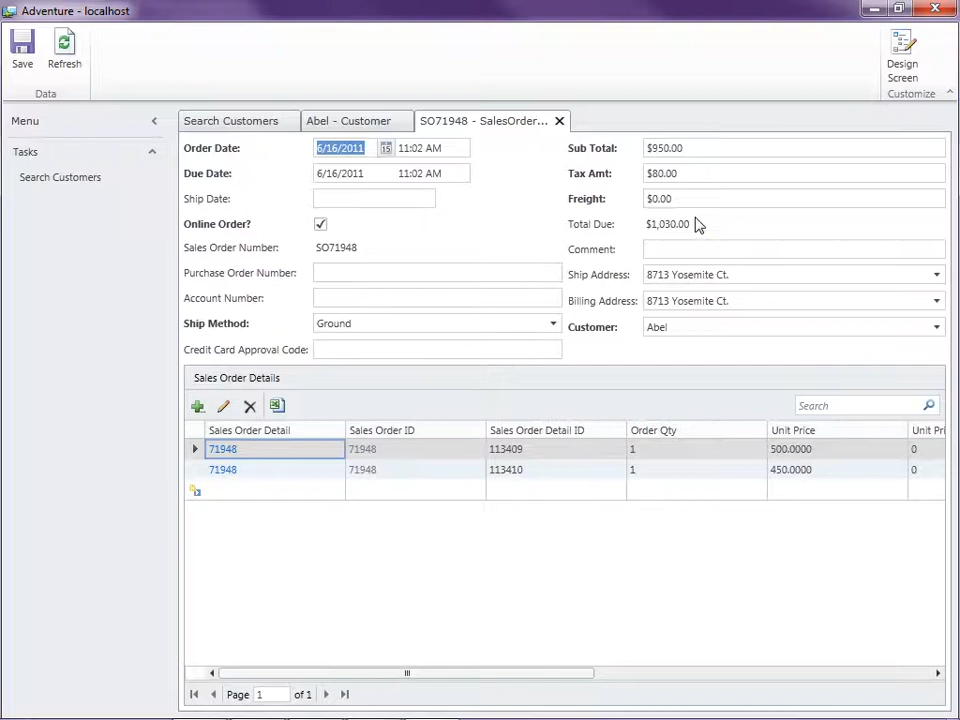 Adventure - localhost
Save
Refresh
Data
Design
Screen
Customize
Menu
Tasks
Search Customers
Search Customers
Abel - Customer
SO71948 - SalesOrder...
Order Date:
6/16/2011
15
11:02 AM
Due Date:
6/16/2011
11:02 AM
Ship Date:
Online Order?
Sales Order Number:
SO71948
Purchase Order Number:
Account Number:
Ship Method:
Ground
Credit Card Approval Code:
Sub Total:
$950.00
Tax Amt:
$80.00
Freight:
$0.00
Total Due:
$1,030.00
Comment:
Ship Address:
8713 Yosemite Ct.
Billing Address:
8713 Yosemite Ct.
Customer:
Abel
Sales Order Details
Search
Sales Order Detail Sales Order ID Sales Order Detail ID Order Qty Unit Price Unit Pri
71948 71948 113409 1 500.0000 0
71948 71948 113410 1 450.0000 0
Page 1 of 1